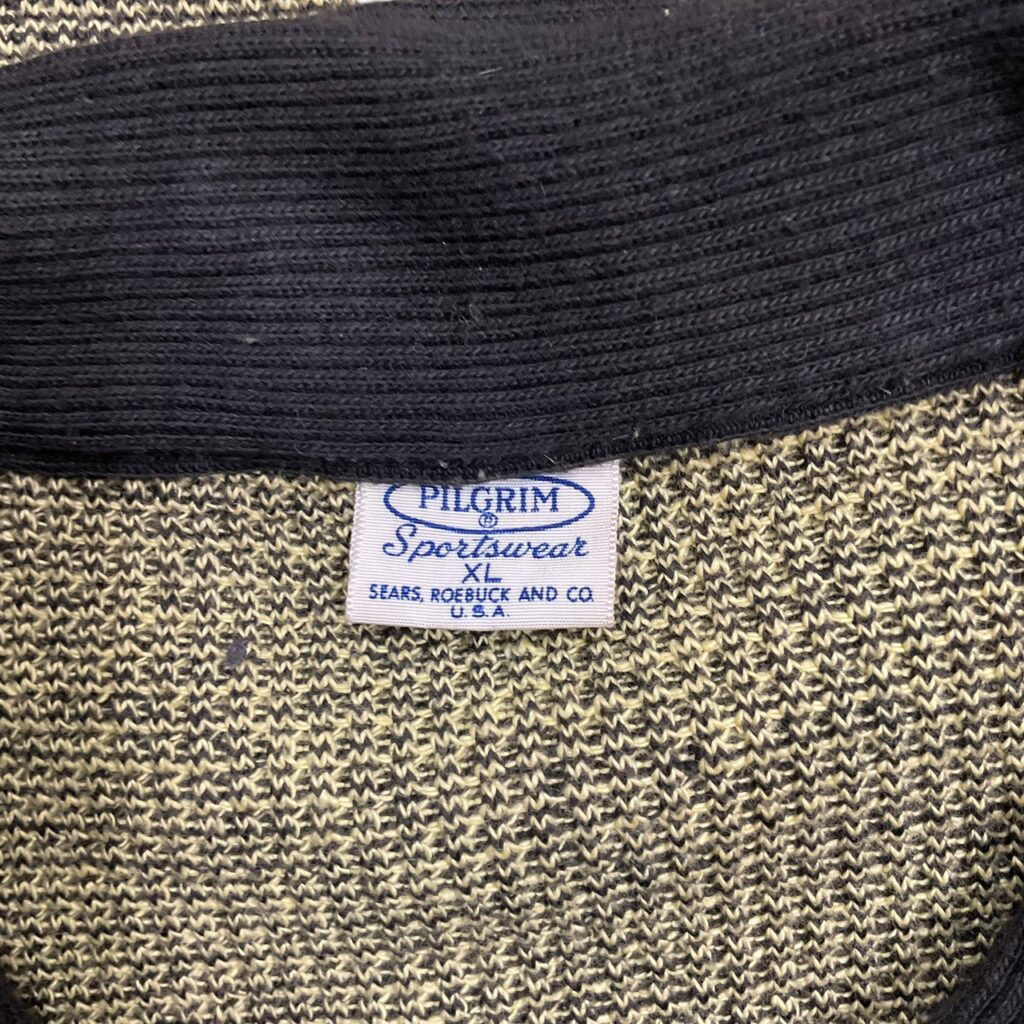 PILGRIM
®
Sportswear
XL
SEARS, ROEBUCK AND CO.
U.S.A.